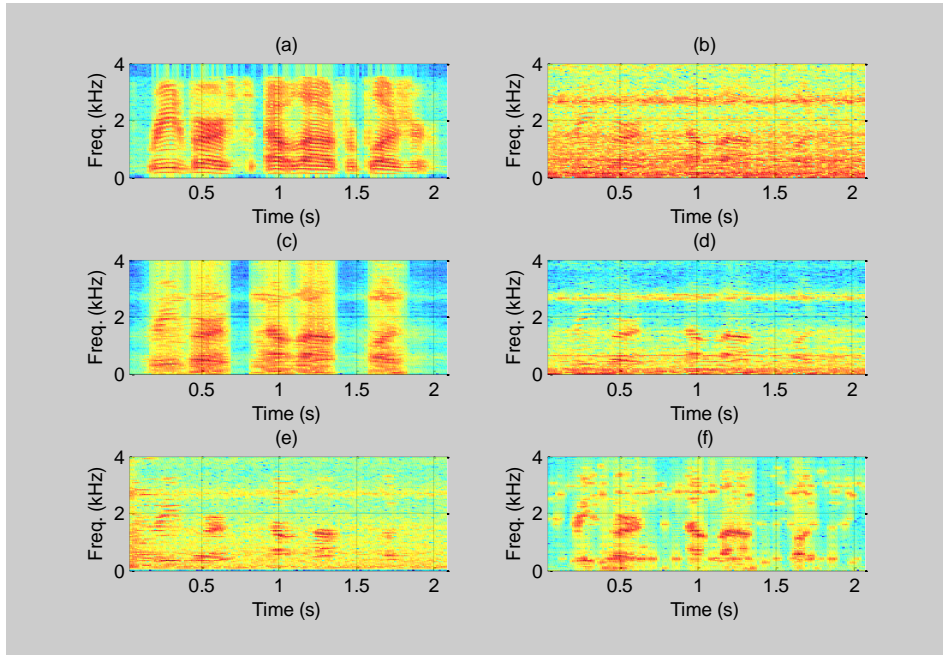 (a)
Freq. (kHz)
4
2
0
0.5 1 1.5 2
Time (s)
(b)
Freq. (kHz)
4
2
0
0.5 1 1.5 2
Time (s)
(c)
Freq. (kHz)
4
2
0
0.5 1 1.5 2
Time (s)
(d)
Freq. (kHz)
4
2
0
0.5 1 1.5 2
Time (s)
(e)
Freq. (kHz)
4
2
0
0.5 1 1.5 2
Time (s)
(f)
Freq. (kHz)
4
2
0
0.5 1 1.5 2
Time (s)